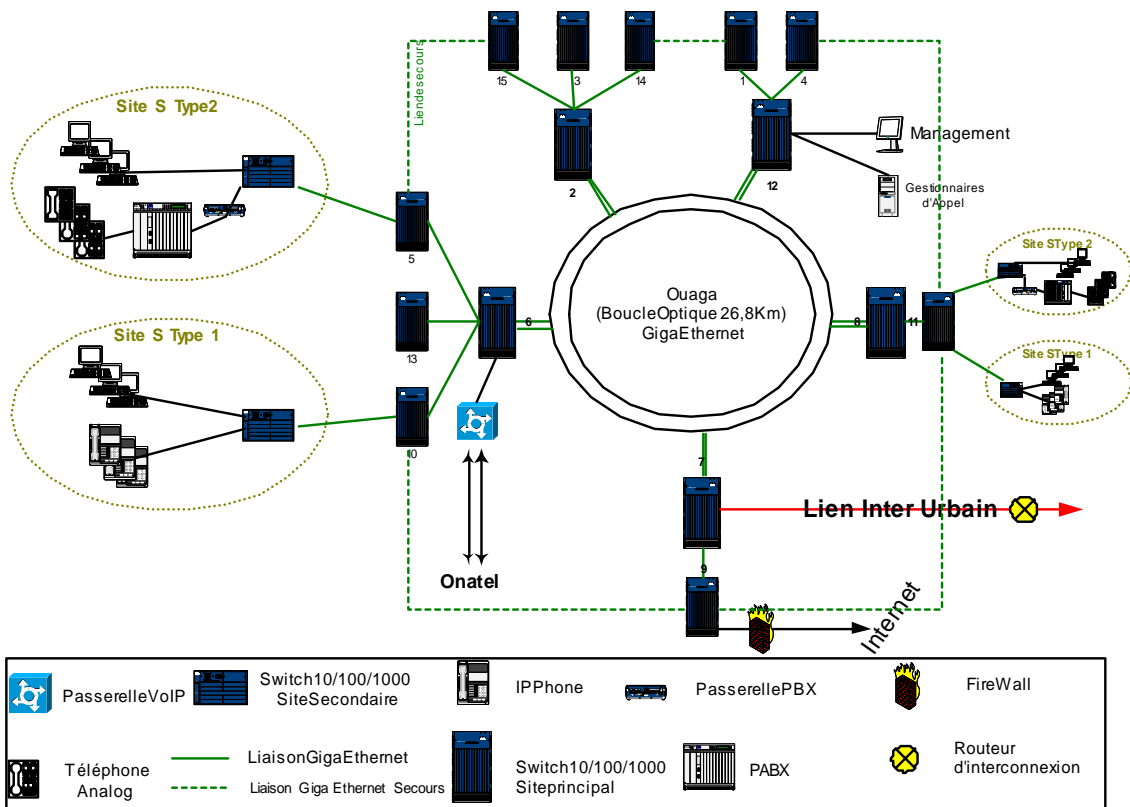 15
3
14
1
4
Site S Type2
Liendesecours
2
12
Management
Gestionnaires
d'Appel
5
Site SType 2
Ouaga
(BoucleOptique 26,8Km)
GigaEthernet
6
8
11
13
Site S Type 1
Site SType 1
10
7
Lien Inter Urbain
Onatel
9
Internet
PasserelleVoIP
Switch10/100/1000
SiteSecondaire
IPPhone
PasserellePBX
FireWall
Téléphone
Analog
LiaisonGigaEthernet
Liaison Giga Ethernet Secours
Switch10/100/1000
Siteprincipal
PABX
Routeur
d'interconnexion